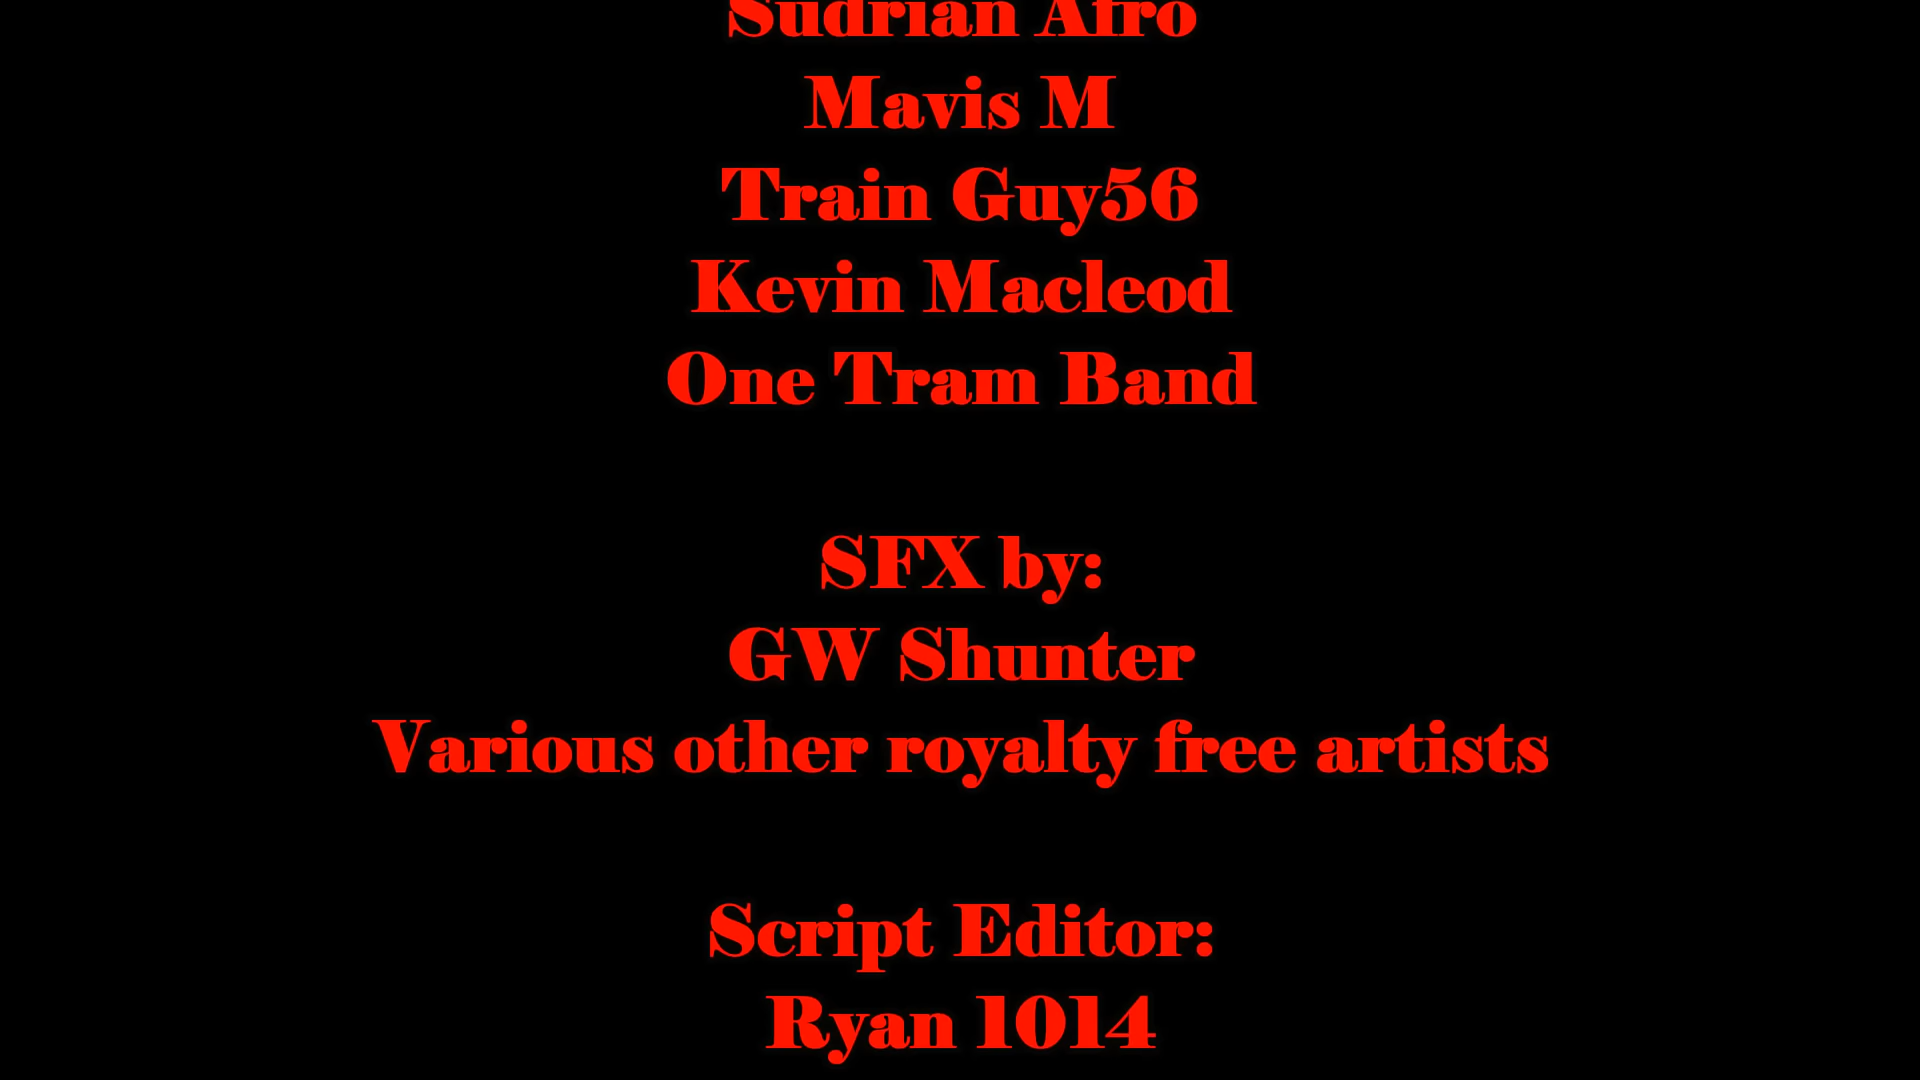 Sudrian Afro
Mavis M
Train Guy56
Kevin Macleod
One Tram Band
SFX by:
GW Shunter
Various other royalty free artists
Script Editor:
Ryan 1014